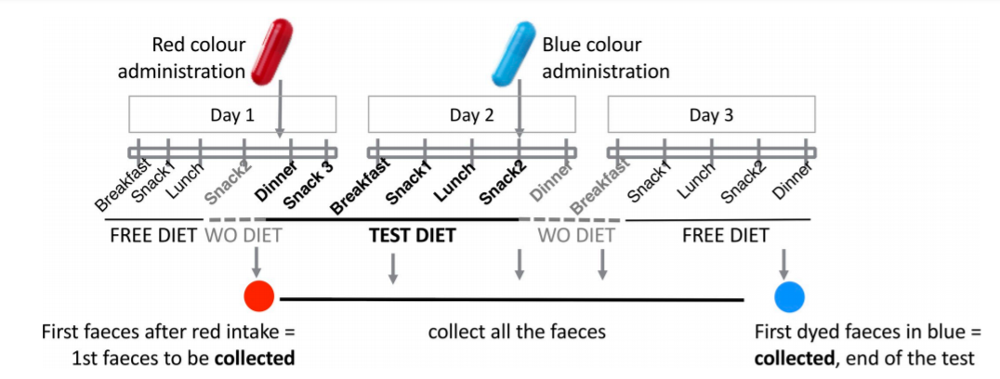 Red colour
administration
Blue colour
administration
Day 1
Day 2
Day 3
Breakfast
Snack1
Lunch
Snack2
Dinner
Snack 3
Breakfast
Snack1
Lunch
Snack2
Dinner
Breakfast
Snack1
Lunch
Snack2
Dinner
FREE DIET
WO DIET
TEST DIET
WO DIET
FREE DIET
First faeces after red intake =
1st faeces to be collected
collect all the faeces
First dyed faeces in blue =
collected, end of the test